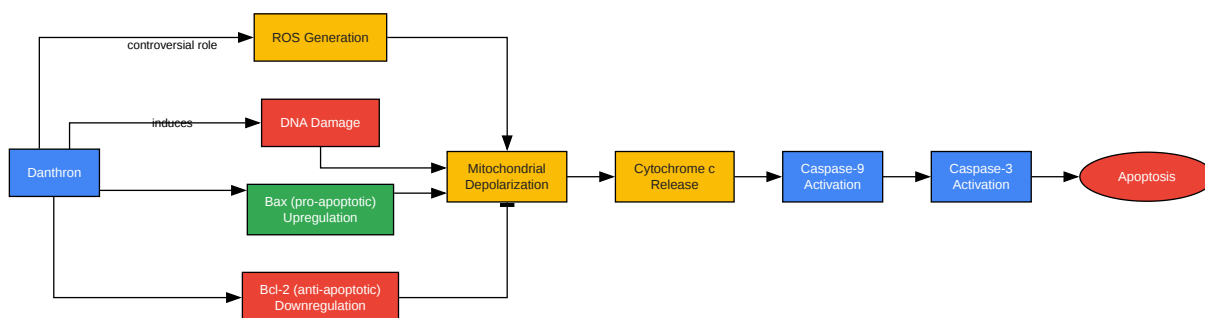 ROS Generation
controversial role
DNA Damage
induces
Danthron
Mitochondrial
Depolarization
Cytochrome c
Release
Caspase-9
Activation
Caspase-3
Activation
Apoptosis
Bax (pro-apoptotic)
Upregulation
Bcl-2 (anti-apoptotic)
Downregulation